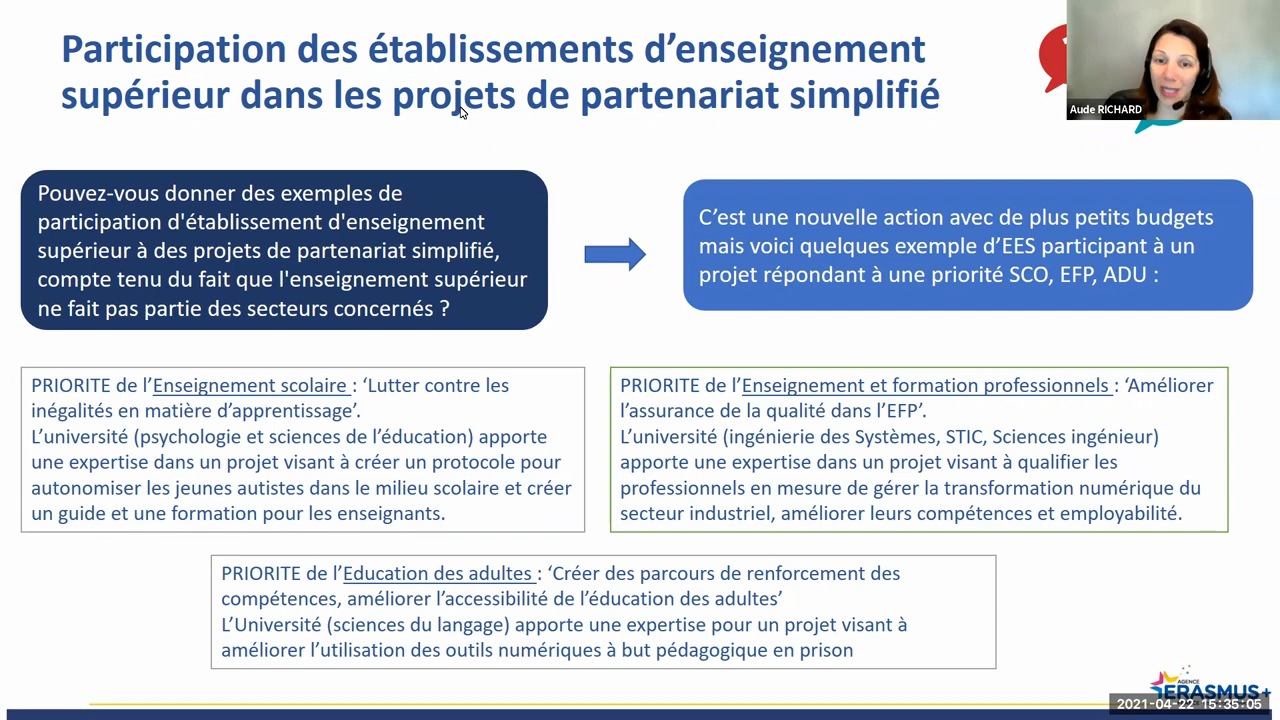 Participation des établissements d’enseignement
supérieur dans les projets de partenariat simplifié
Aude RICHARD
Pouvez-vous donner des exemples de
participation d'établissement d'enseignement
supérieur à des projets de partenariat simplifié,
compte tenu du fait que l'enseignement supérieur
ne fait pas partie des secteurs concernés ?
C’est une nouvelle action avec de plus petits budgets
mais voici quelques exemple d’EES participant à un
projet répondant à une priorité SCO, EFP, ADU :
PRIORITE de l’Enseignement scolaire : ‘Lutter contre les
inégalités en matière d’apprentissage’.
L’université (psychologie et sciences de l’éducation) apporte
une expertise dans un projet visant à créer un protocole pour
autonomiser les jeunes autistes dans le milieu scolaire et créer
un guide et une formation pour les enseignants.
PRIORITE de l’Enseignement et formation professionnels : ‘Améliorer
l’assurance de la qualité dans l’EFP’.
L’université (ingénierie des Systèmes, STIC, Sciences ingénieur)
apporte une expertise dans un projet visant à qualifier les
professionnels en mesure de gérer la transformation numérique du
secteur industriel, améliorer leurs compétences et employabilité.
PRIORITE de l’Education des adultes : ‘Créer des parcours de renforcement des
compétences, améliorer l’accessibilité de l’éducation des adultes’
L’Université (sciences du langage) apporte une expertise pour un projet visant à
améliorer l’utilisation des outils numériques à but pédagogique en prison
AGENCE
ERASMUS+
2021-04-22 15:35:05